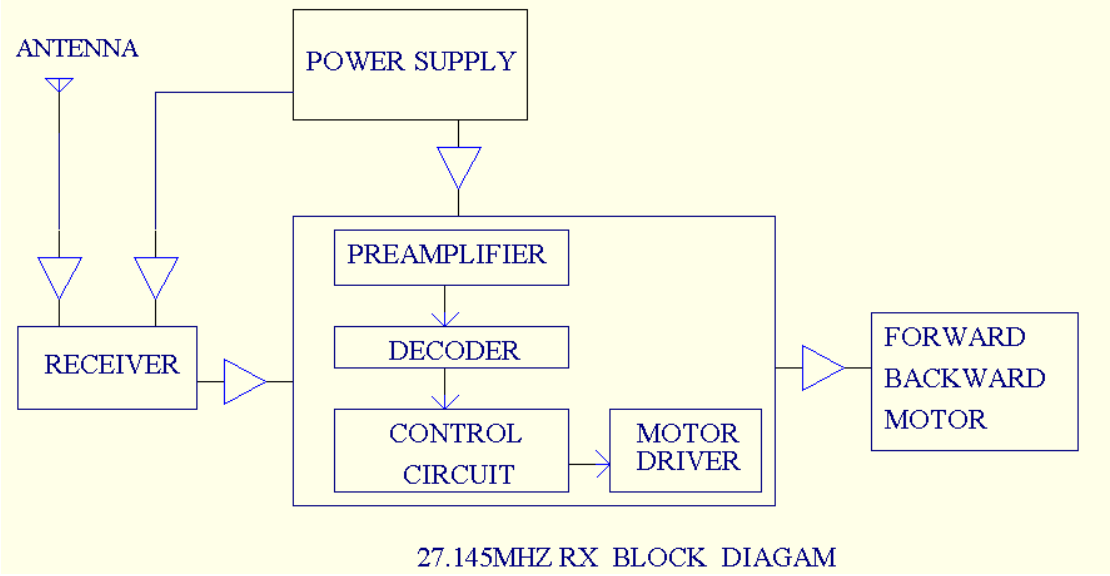 ANTENNA
POWER SUPPLY
PREAMPLIFIER
RECEIVER
DECODER
CONTROL
CIRCUIT
MOTOR
DRIVER
FORWARD
BACKWARD
MOTOR
27.145MHZ RX BLOCK DIAGAM